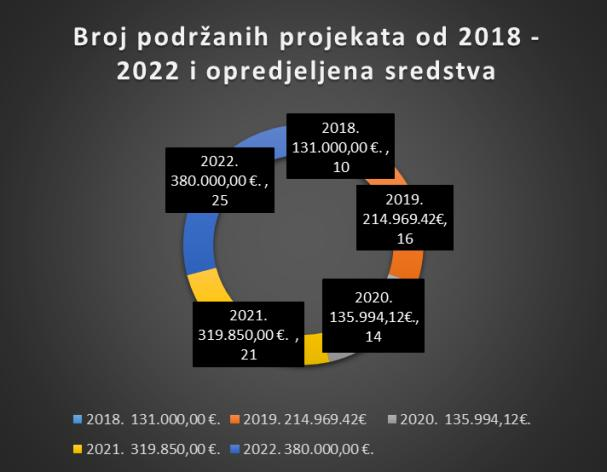 Broj podržanih projekata od 2018 -
2022 i opredjeljena sredstva
2018.
131.000,00 €. ,
10
2022.
380.000,00 €. ,
25
2019.
214.969.42€,
16
2020.
135.994,12€.,
14
2021.
319.850,00 €. ,
21
2018. 131.000,00 €.
2019. 214.969.42€
2020. 135.994,12€.
2021. 319.850,00 €.
2022. 380.000,00 €.